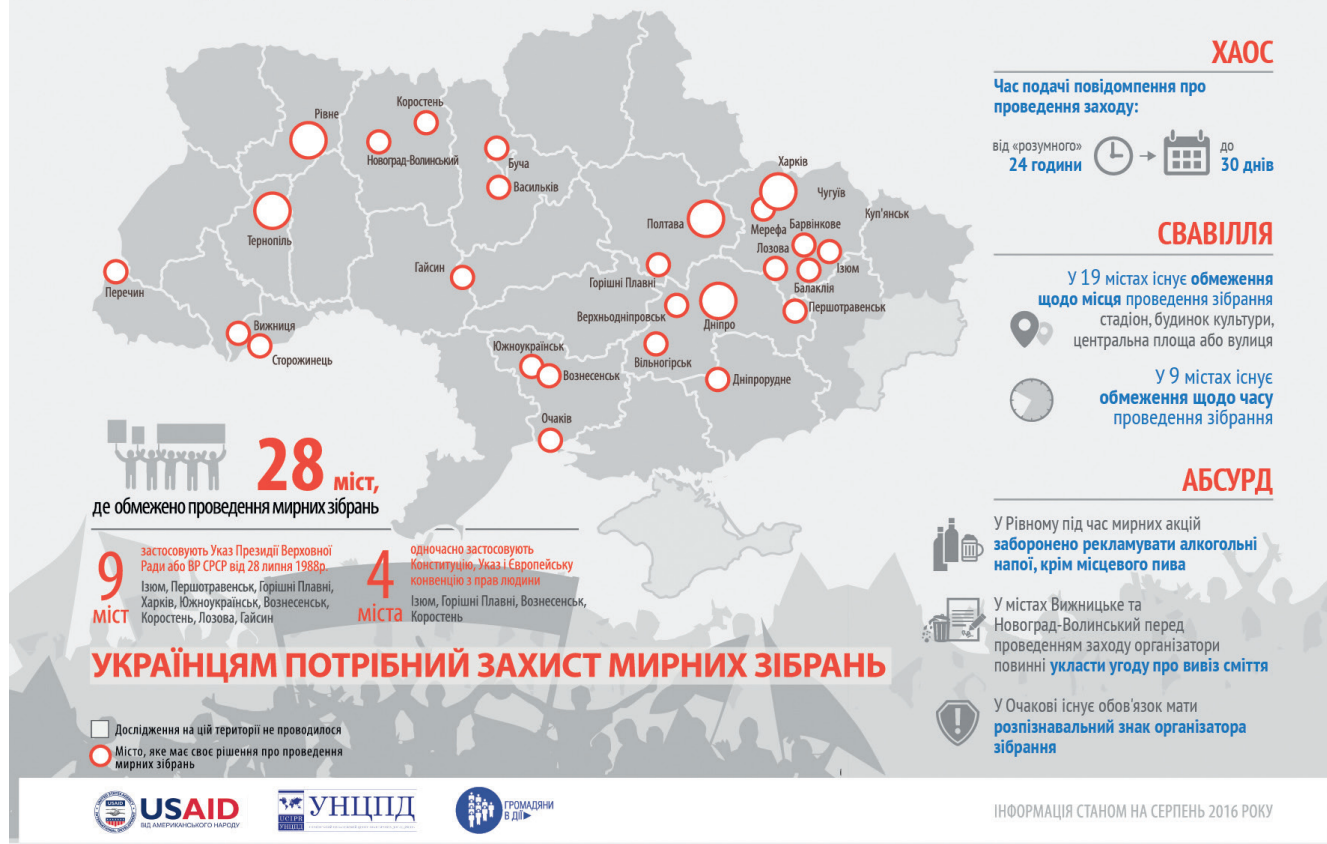 Рівне
Коростень
Новоград-Волинський
Буча
Васильків
Тернопіль
Перечин
Вижниця
Сторожинець
Гайсин
Харків
Чугуїв
Куп'янськ
Полтава
Мерефа
Барвінкове
Лозова
Ізюм
Балаклія
Горішні Плавні
Першотравенськ
Верхньодніпровськ
Дніпро
Вільногірськ
Південноукраїнськ
Вознесенськ
Дніпрорудне
Очаків
28 міст,
де обмежено проведення мирних зібрань
9
міст
застосовують Указ Президії Верховної
Ради або ВР СРСР від 28 липня 1988р.
Ізюм, Першотравенськ, Горішні Плавні,
Харків, Южноукраїнськ, Вознесенськ,
Коростень, Лозова, Гайсин
4
міста
одночасно застосовують
Конституцію, Указ і Європейську
конвенцію з прав людини
Ізюм, Горішні Плавні, Вознесенськ,
Коростень
УКРАЇНЦЯМ ПОТРІБНИЙ ЗАХИСТ МИРНИХ ЗІБРАНЬ
Дослідження на цій території не проводилося
Місто, яке має своє рішення про проведення
мирних зібрань
ХАОС
Час подачі повідомпення про
проведення заходу:
від «розумного»
24 години
до
30 днів
СВАВІЛЛЯ
У 19 містах існує обмеження
щодо місця проведення зібрання
стадіон, будинок культури,
центральна площа або вулиця
У 9 містах існує
обмеження щодо часу
проведення зібрання
АБСУРД
У Рівному під час мирних акцій
заборонено рекламувати алкогольні
напої, крім місцевого пива
У містах Вижницьке та
Новоград-Волинський перед
проведенням заходу організатори
повинні укласти угоду про вивіз сміття
У Очакові існує обов'язок мати
розпізнавальний знак організатора
зібрання
USAID
USAID
ВІД АМЕРИКАНСЬКОГО НАРОДУ
UCIPR
УНЦПД
УНЦПД
ГРОМАДЯНИ
В ДІЇ
ІНФОРМАЦІЯ СТАНОМ НА СЕРПЕНЬ 2016 РОКУ